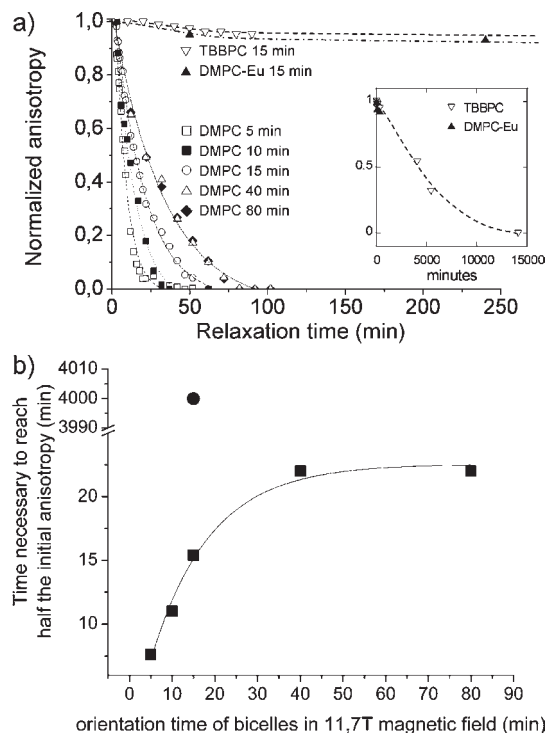 a)
Normalized anisotropy
1,0
0,8
0,6
0,4
0,2
0,0
TBBPC 15 min
DMPC-Eu 15 min
DMPC 5 min
DMPC 10 min
DMPC 15 min
DMPC 40 min
DMPC 80 min
1
0,5
0
TBBPC
DMPC-Eu
0 5000 10000 15000
minutes
0 50 100 150 200 250
Relaxation time (min)
b)
Time necessary to reach
half the initial anisotropy (min)
4010
4000
3990
20
15
10
0 10 20 30 40 50 60 70 80 90
orientation time of bicelles in 11,7T magnetic field (min)